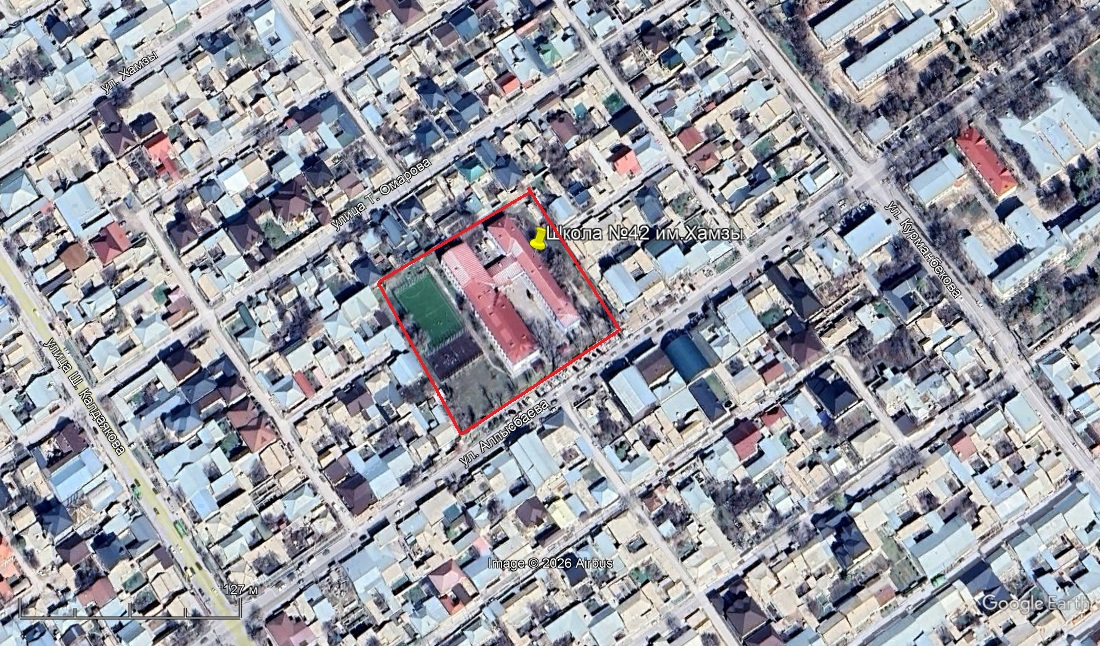 ул. Хамзы
улица Т. Омарова
Школа №42 им.Хамзы
ул. Курманбекова
улица Ш. Калдаякова
ул. Алпысбаева
Image © 2026 Airbus
127 м
Google Earth